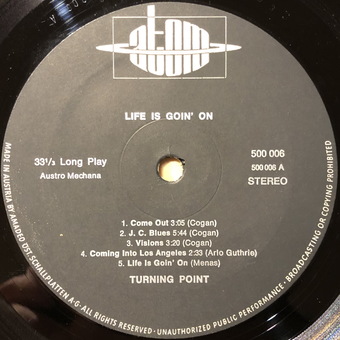 atom
LIFE IS GOIN' ON
33⅓ Long Play
Austro Mechana
500 006
500 006 A
STEREO
1. Come Out 3:05 (Cogan)
2. J. C. Blues 5:44 (Cogan)
3. Visions 3:20 (Cogan)
4. Coming Into Los Angeles 2:33 (Arlo Guthrie)
5. Life Is Goin' On (Menas)
TURNING POINT
MADE IN AUSTRIA BY AMADEO ÖST. SCHALLPLATTEN A·G · ALL RIGHTS RESERVED · UNAUTHORIZED PUBLIC PERFORMANCE · BROADCASTING OR COPYING PROHIBITED